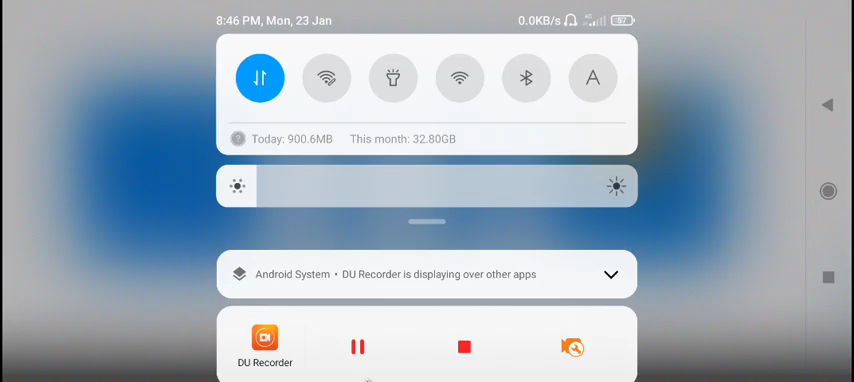 8:46 PM, Mon, 23 Jan
0.0KB/s 4G 57
A
Today: 900.6MB This month: 32.80GB
Android System • DU Recorder is displaying over other apps
DU Recorder